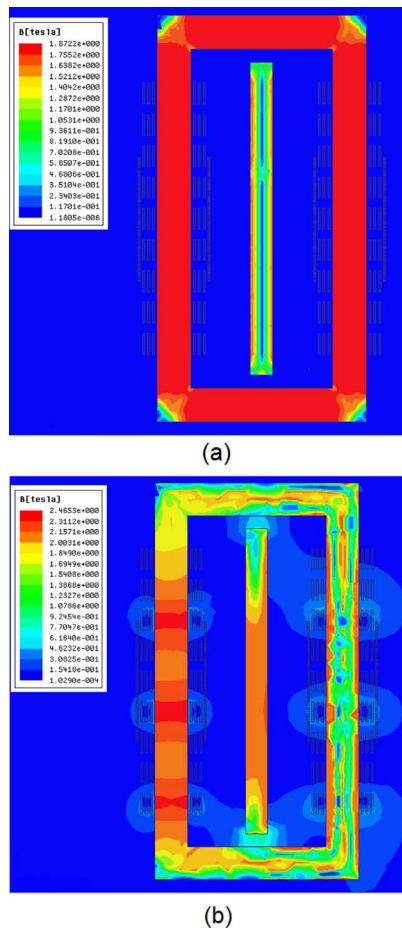 B[tesla]
1.8722e+000
1.7552e+000
1.6382e+000
1.5212e+000
1.4042e+000
1.2872e+000
1.1701e+000
1.0531e+000
9.3611e-001
8.1910e-001
7.0208e-001
5.8507e-001
4.6806e-001
3.5104e-001
2.3403e-001
1.1701e-001
1.1805e-006
(a)
B[tesla]
2.4653e+000
2.3112e+000
2.1571e+000
2.0031e+000
1.8490e+000
1.6949e+000
1.5408e+000
1.3868e+000
1.2327e+000
1.0786e+000
9.2454e-001
7.7047e-001
6.1640e-001
4.6232e-001
3.0825e-001
1.5418e-001
1.0290e-004
(b)